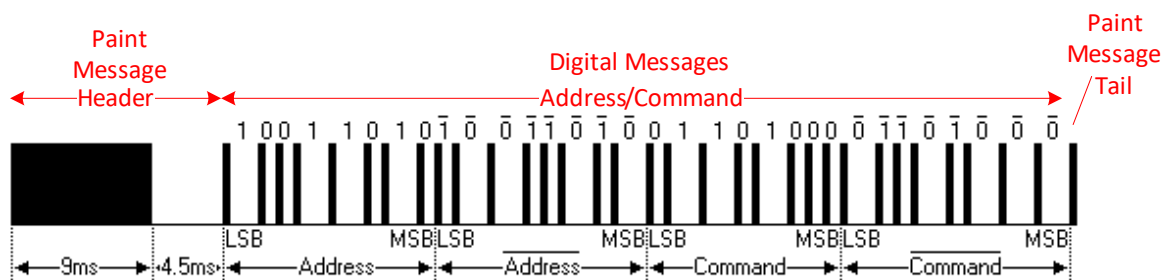 Paint
Message
Header
Digital Messages
Address/Command
Paint
Message
Tail
1 0 0 1 1 0 1 0 1̅ 0̅ 0̅ 1̅ 1̅ 0̅ 1̅ 0̅ 0 1 1 0 1 0 0 0 0̅ 1̅ 1̅ 0̅ 1̅ 0̅ 0̅ 0̅
LSB MSB LSB MSB LSB MSB LSB MSB
9ms 4.5ms Address A̅d̅d̅r̅e̅s̅s̅ Command C̅o̅m̅m̅a̅n̅d̅